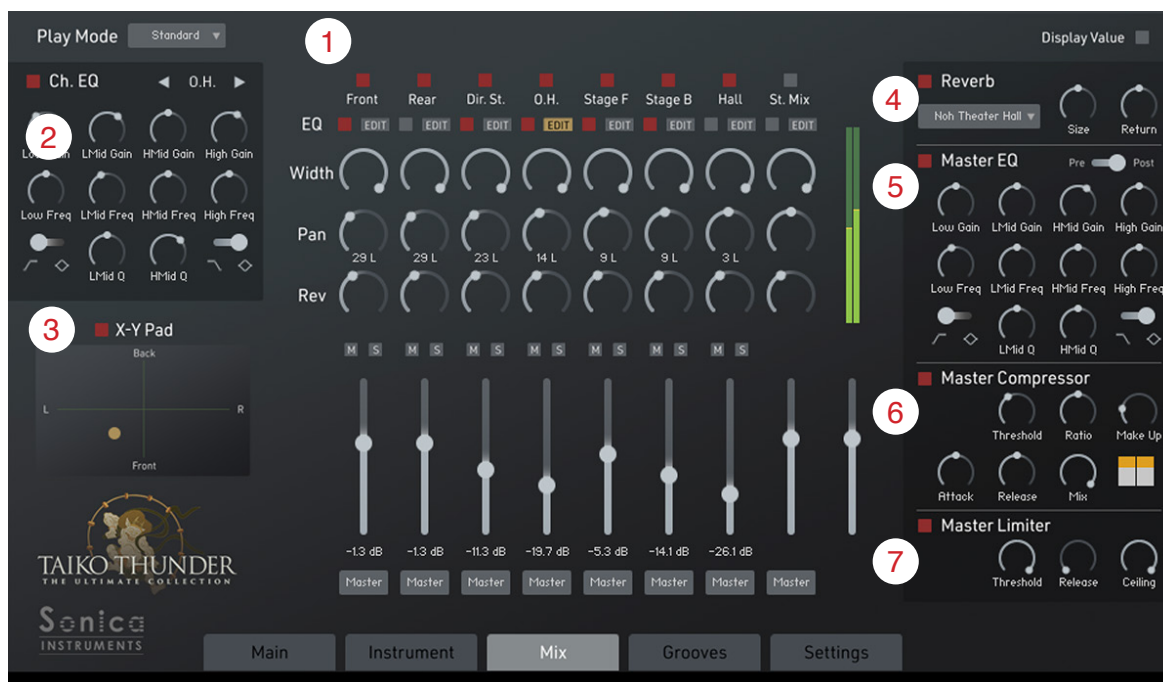 Play Mode Standard
1
Display Value
Ch. EQ O.H.
2
Low Gain LMid Gain HMid Gain High Gain
Low Freq LMid Freq HMid Freq High Freq
LMid Q HMid Q
3
X-Y Pad
Back
L R
Front
TAIKO THUNDER
THE ULTIMATE COLLECTION
Sonica
INSTRUMENTS
Front Rear Dir. St. O.H. Stage F Stage B Hall St. Mix
EQ EDIT EDIT EDIT EDIT EDIT EDIT EDIT EDIT
Width
Pan
29 L 29 L 23 L 14 L 9 L 9 L 3 L
Rev
M S M S M S M S M S M S M S
-1.3 dB -1.3 dB -11.3 dB -19.7 dB -5.3 dB -14.1 dB -26.1 dB
Master Master Master Master Master Master Master Master
4
Reverb
Noh Theater Hall
Size Return
5
Master EQ Pre Post
Low Gain LMid Gain HMid Gain High Gain
Low Freq LMid Freq HMid Freq High Freq
LMid Q HMid Q
6
Master Compressor
Threshold Ratio Make Up
Attack Release Mix
7
Master Limiter
Threshold Release Ceiling
Main Instrument Mix Grooves Settings